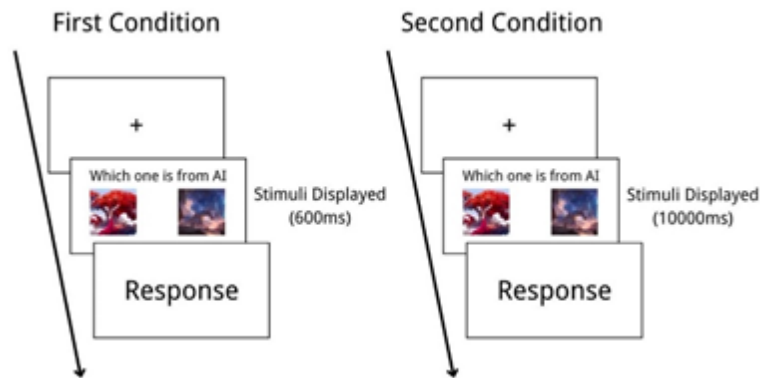 First Condition
+
Which one is from AI
Stimuli Displayed
(600ms)
Response
Second Condition
+
Which one is from AI
Stimuli Displayed
(10000ms)
Response